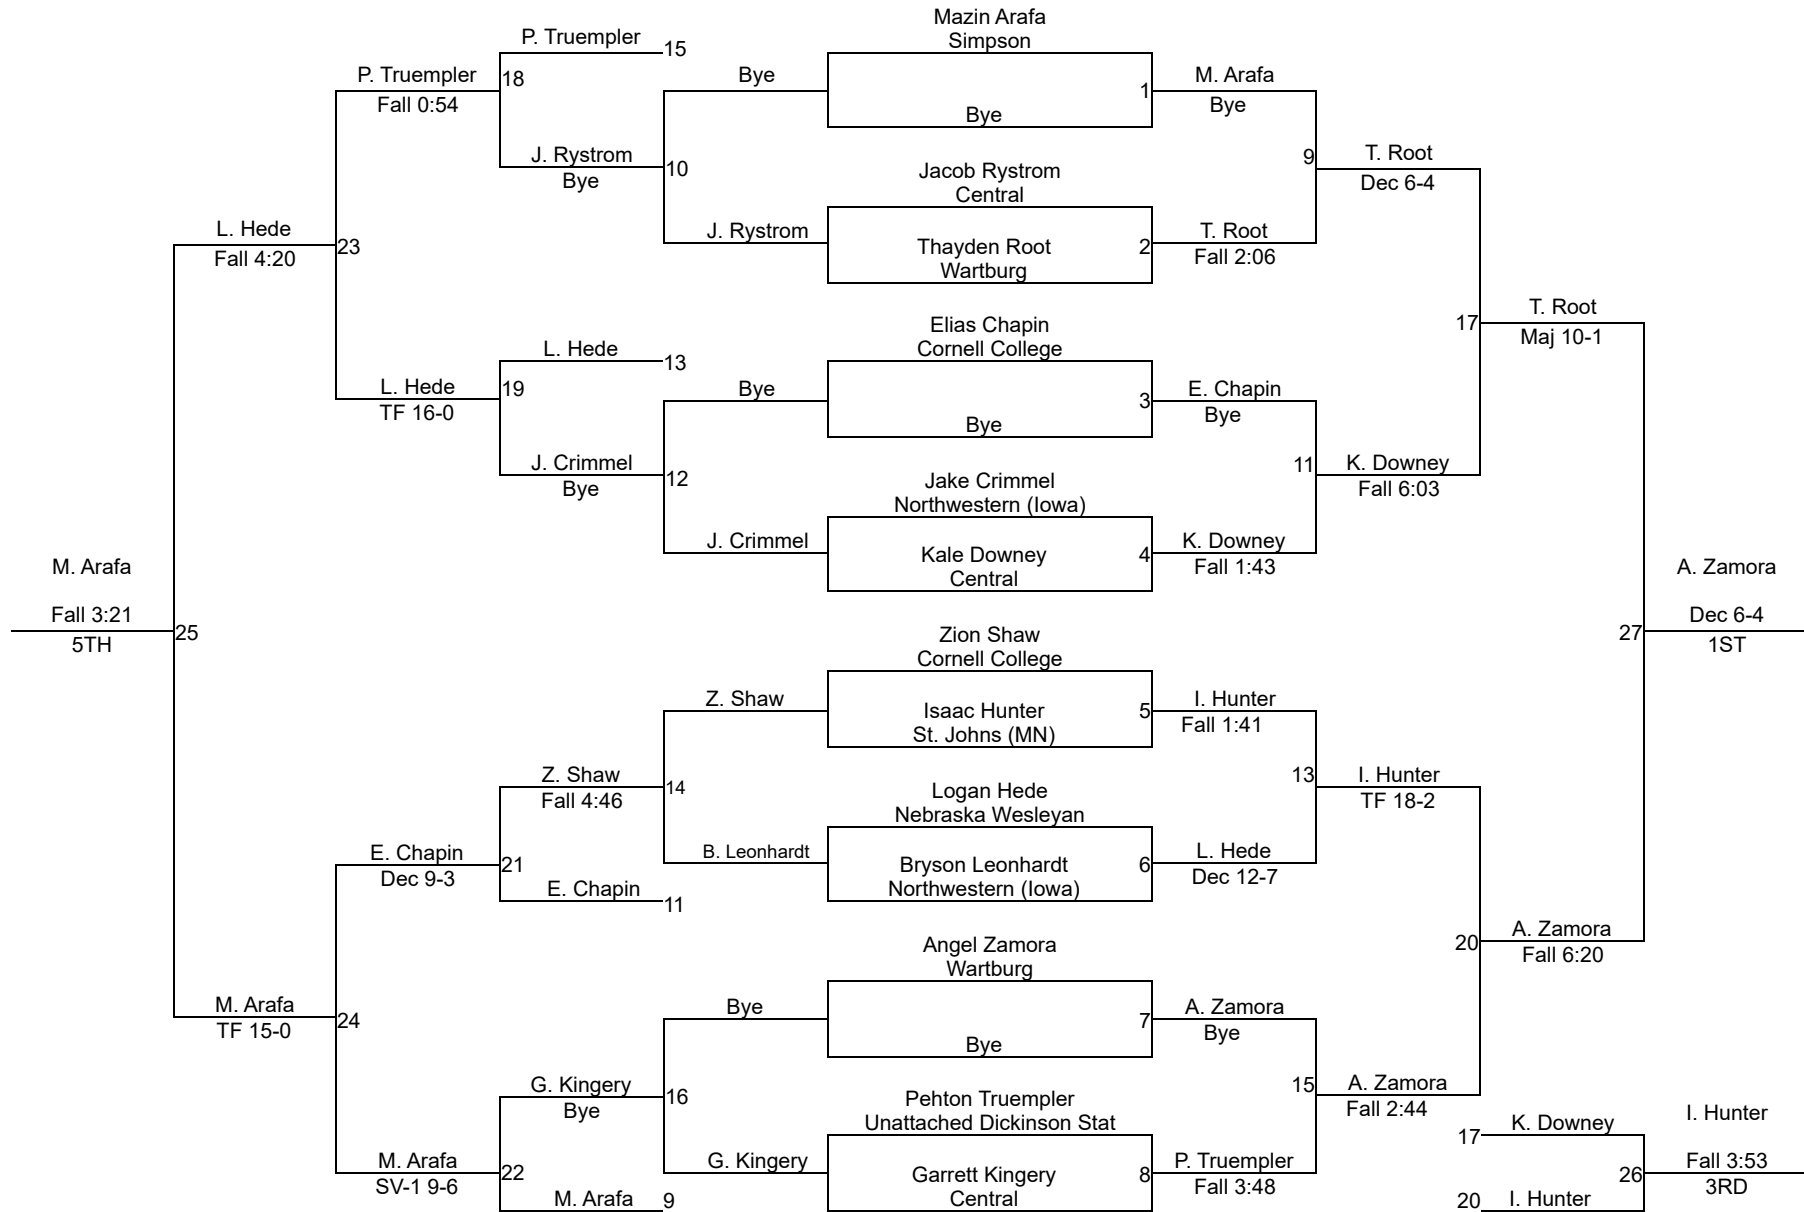 Mazin Arafa
Simpson
P. Truempler
15
P. Truempler
18
Bye
1
M. Arafa
Fall 0:54
Bye
Bye
J. Rystrom
Bye
10
Jacob Rystrom
Central
9
T. Root
Dec 6-4
L. Hede
Fall 4:20
23
J. Rystrom
Thayden Root
Wartburg
2
T. Root
Fall 2:06
Elias Chapin
Cornell College
17
T. Root
Maj 10-1
L. Hede
13
L. Hede
TF 16-0
19
Bye
3
E. Chapin
Bye
Bye
J. Crimmel
Bye
12
Jake Crimmel
Northwestern (Iowa)
11
K. Downey
Fall 6:03
J. Crimmel
Kale Downey
Central
4
K. Downey
Fall 1:43
M. Arafa
Fall 3:21
5TH
25
Zion Shaw
Cornell College
27
A. Zamora
Dec 6-4
1ST
Z. Shaw
Isaac Hunter
St. Johns (MN)
5
I. Hunter
Fall 1:41
Z. Shaw
Fall 4:46
14
Logan Hede
Nebraska Wesleyan
13
I. Hunter
TF 18-2
E. Chapin
Dec 9-3
21
B. Leonhardt
Bryson Leonhardt
Northwestern (Iowa)
6
L. Hede
Dec 12-7
E. Chapin
11
Angel Zamora
Wartburg
20
A. Zamora
Fall 6:20
M. Arafa
TF 15-0
24
Bye
7
A. Zamora
Bye
Bye
G. Kingery
Bye
16
Pehton Truempler
Unattached Dickinson Stat
15
A. Zamora
Fall 2:44
M. Arafa
SV-1 9-6
22
G. Kingery
Garrett Kingery
Central
8
P. Truempler
Fall 3:48
M. Arafa
9
17
K. Downey
I. Hunter
26
Fall 3:53
3RD
20
I. Hunter